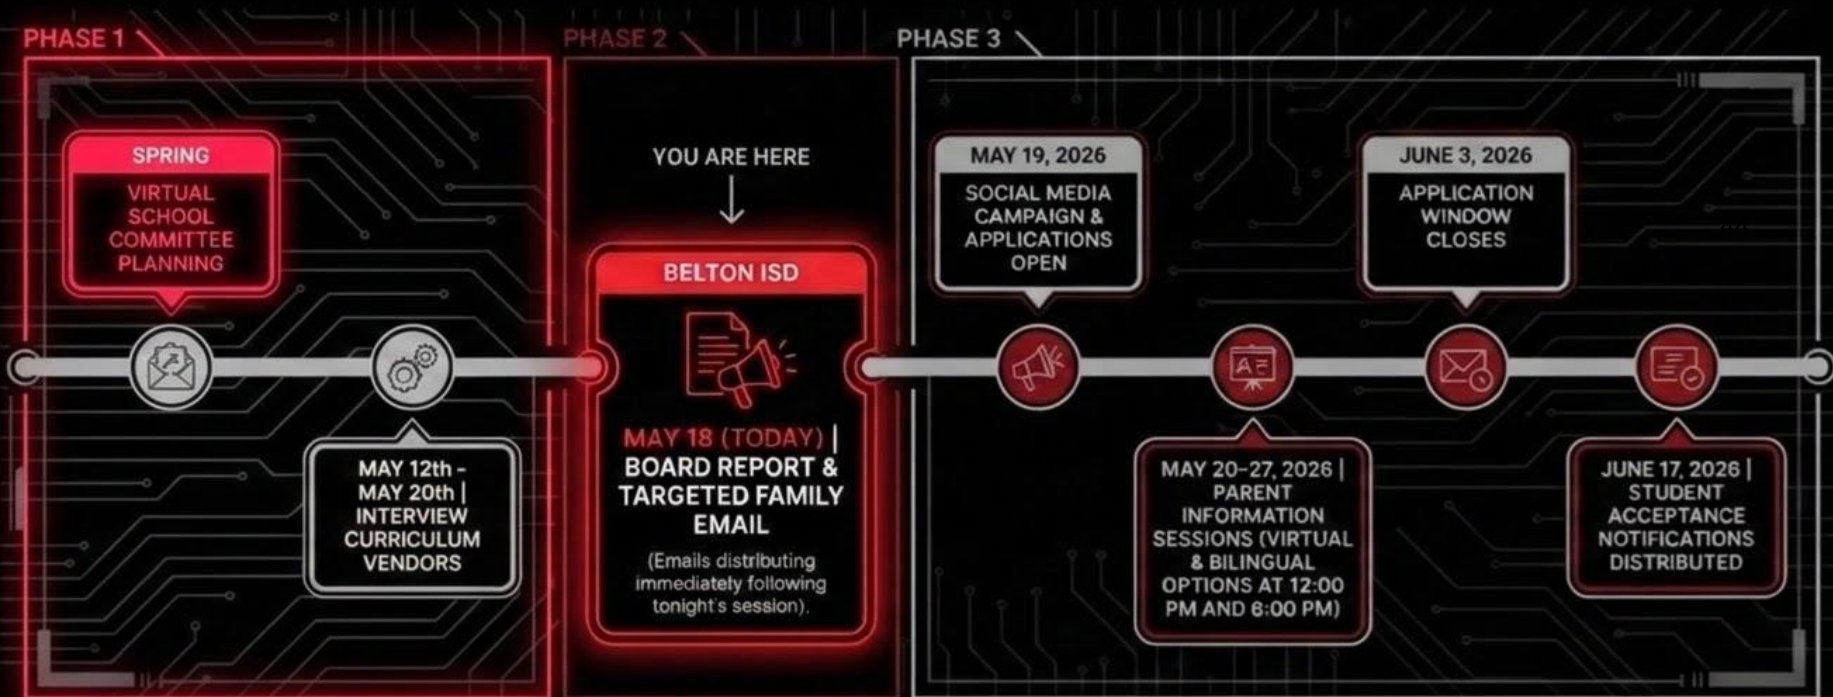 PHASE 1
SPRING
VIRTUAL
SCHOOL
COMMITTEE
PLANNING
MAY 12th -
MAY 20th |
INTERVIEW
CURRICULUM
VENDORS
PHASE 2
YOU ARE HERE
BELTON ISD
MAY 18 (TODAY) |
BOARD REPORT &
TARGETED FAMILY
EMAIL
(Emails distributing
immediately following
tonight's session).
PHASE 3
MAY 19, 2026
SOCIAL MEDIA
CAMPAIGN &
APPLICATIONS
OPEN
MAY 20-27, 2026 |
PARENT
INFORMATION
SESSIONS (VIRTUAL
& BILINGUAL
OPTIONS AT 12:00
PM AND 6:00 PM)
JUNE 3, 2026
APPLICATION
WINDOW
CLOSES
JUNE 17, 2026 |
STUDENT
ACCEPTANCE
NOTIFICATIONS
DISTRIBUTED